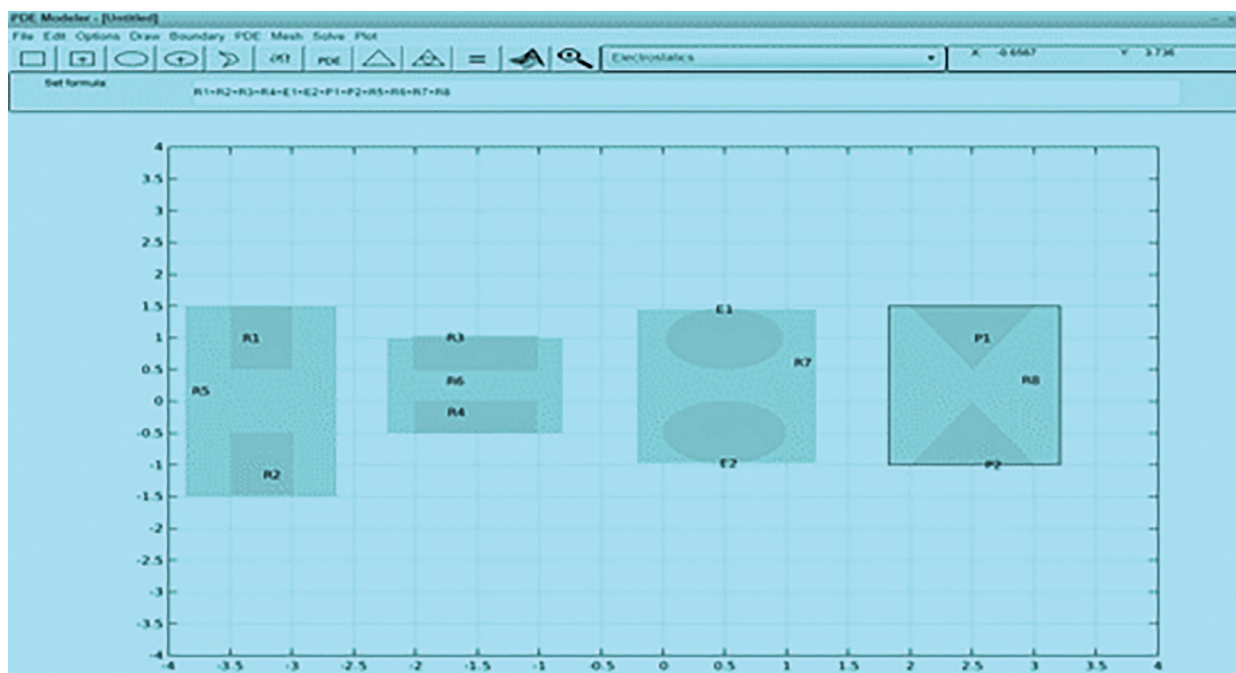 PDE Modeler - [Untitled]
File Edit Options Draw Boundary PDE Mesh Solve Plot
PDE = Electrostatics X: -0.6567 Y: 3.736
Set formula: R1+R2+R3+R4+E1+E2+P1+P2+R5+R6+R7+R8
4
3.5
3
2.5
2
1.5
1
0.5
0
-0.5
-1
-1.5
-2
-2.5
-3
-3.5
-4
R1
R2
R5
R3
R6
R4
E1
R7
E2
P1
R8
P2
-4 -3.5 -3 -2.5 -2 -1.5 -1 -0.5 0 0.5 1 1.5 2 2.5 3 3.5 4